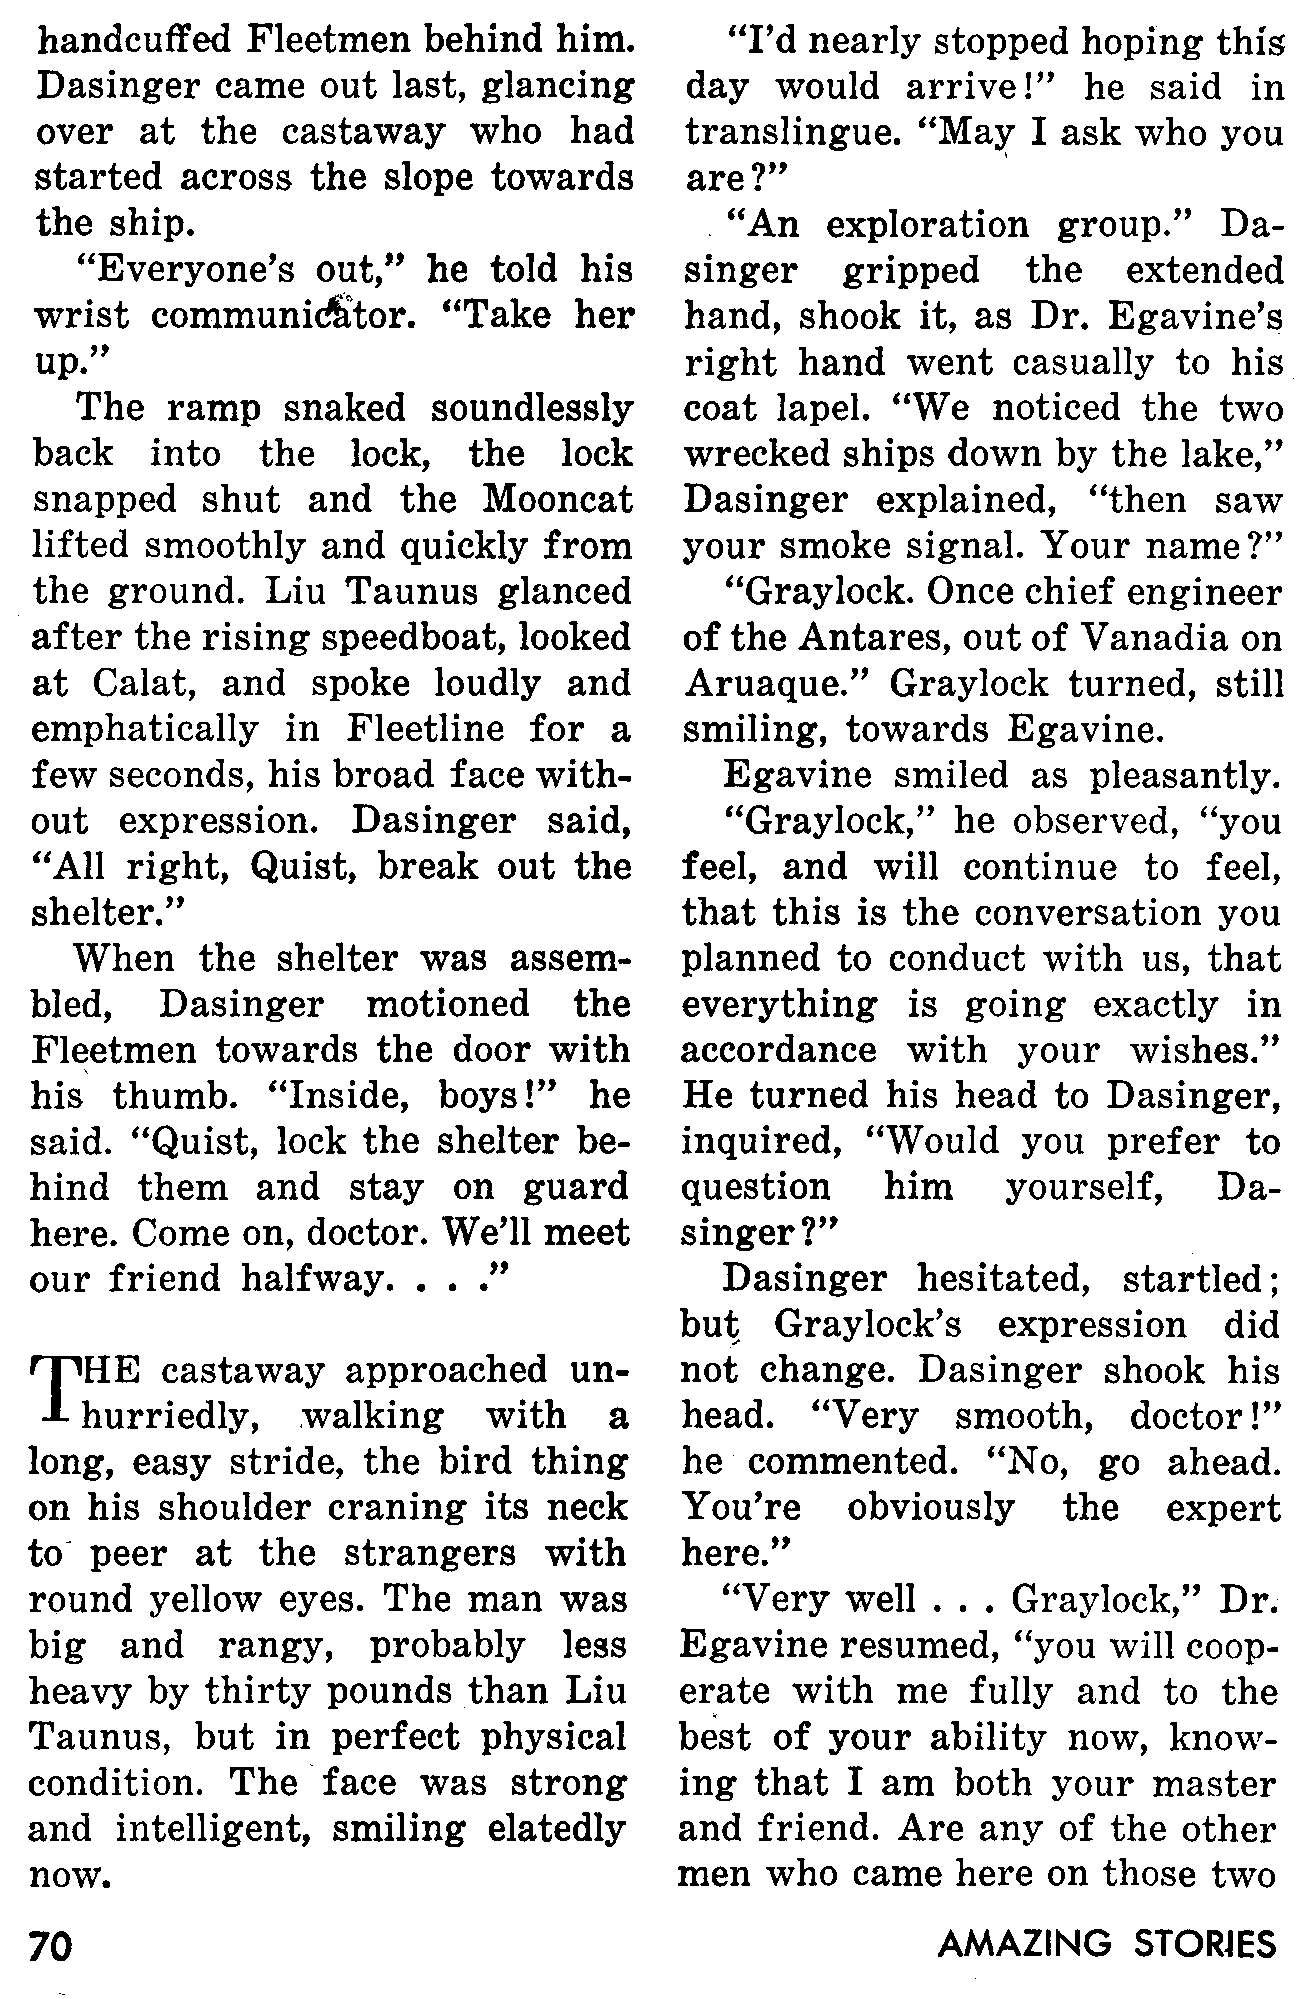 handcuffed Fleetmen behind him.
Dasinger came out last, glancing
over at the castaway who had
started across the slope towards
the ship.
“Everyone’s out,” he told his
wrist communicator. “Take her
up.”
The ramp snaked soundlessly
back into the lock, the lock
snapped shut and the Mooncat
lifted smoothly and quickly from
the ground. Liu Taunus glanced
after the rising speedboat, looked
at Calat, and spoke loudly and
emphatically in Fleetline for a
few seconds, his broad face with-
out expression. Dasinger said,
“All right, Quist, break out the
shelter.”
When the shelter was assem-
bled, Dasinger motioned the
Fleetmen towards the door with
his thumb. “Inside, boys!” he
said. “Quist, lock the shelter be-
hind them and stay on guard
here. Come on, doctor. We’ll meet
our friend halfway. . . .”
THE castaway approached un-
hurriedly, walking with a
long, easy stride, the bird thing
on his shoulder craning its neck
to peer at the strangers with
round yellow eyes. The man was
big and rangy, probably less
heavy by thirty pounds than Liu
Taunus, but in perfect physical
condition. The face was strong
and intelligent, smiling elatedly
now.
“I’d nearly stopped hoping this
day would arrive!” he said in
translingue. “May I ask who you
are?”
“An exploration group.” Da-
singer gripped the extended
hand, shook it, as Dr. Egavine’s
right hand went casually to his
coat lapel. “We noticed the two
wrecked ships down by the lake,”
Dasinger explained, “then saw
your smoke signal. Your name?”
“Graylock. Once chief engineer
of the Antares, out of Vanadia on
Aruaque.” Graylock turned, still
smiling, towards Egavine.
Egavine smiled as pleasantly.
“Graylock,” he observed, “you
feel, and will continue to feel,
that this is the conversation you
planned to conduct with us, that
everything is going exactly in
accordance with your wishes.”
He turned his head to Dasinger,
inquired, “Would you prefer to
question him yourself, Da-
singer?”
Dasinger hesitated, startled;
but Graylock’s expression did
not change. Dasinger shook his
head. “Very smooth, doctor!”
he commented. “No, go ahead.
You’re obviously the expert
here.”
“Very well . . . Graylock,” Dr.
Egavine resumed, “you will coop-
erate with me fully and to the
best of your ability now, know-
ing that I am both your master
and friend. Are any of the other
men who came here on those two
70
AMAZING STORIES